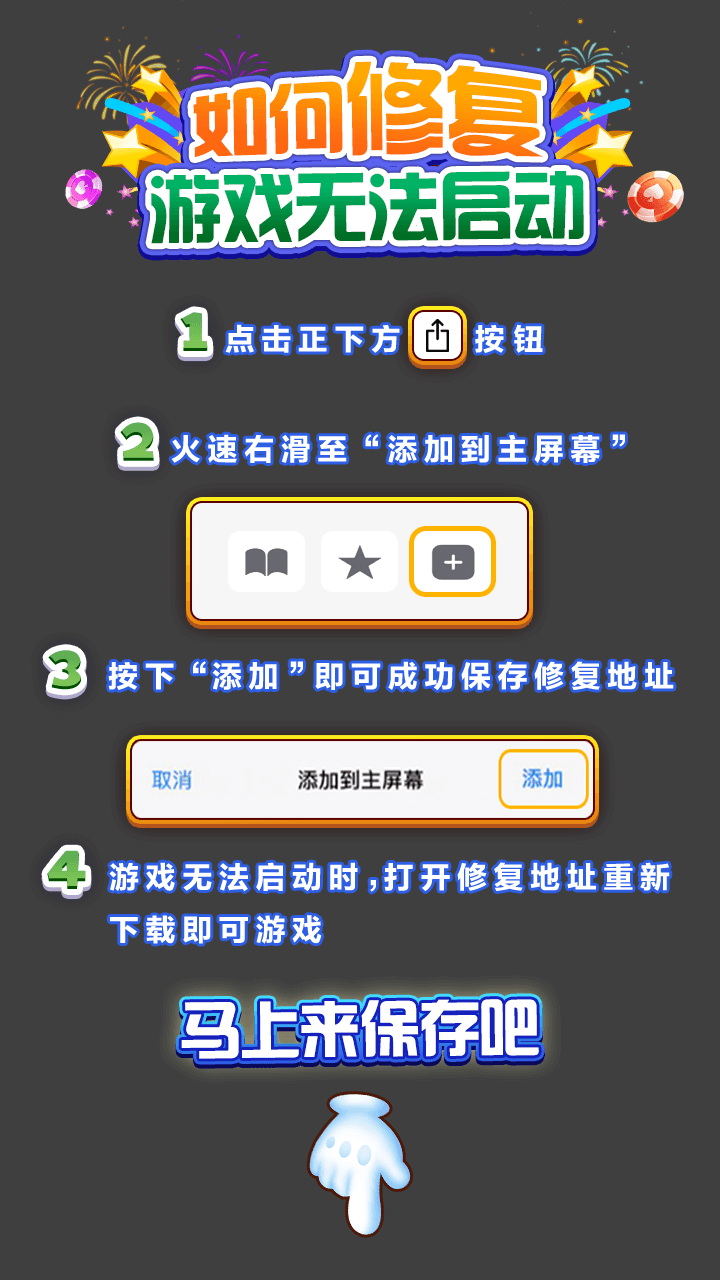 如何修复
游戏无法启动
1 点击正下方 按钮
2 火速右滑至“添加到主屏幕”
3 按下“添加”即可成功保存修复地址
取消 添加到主屏幕 添加
4 游戏无法启动时,打开修复地址重新
下载即可游戏
马上来保存吧